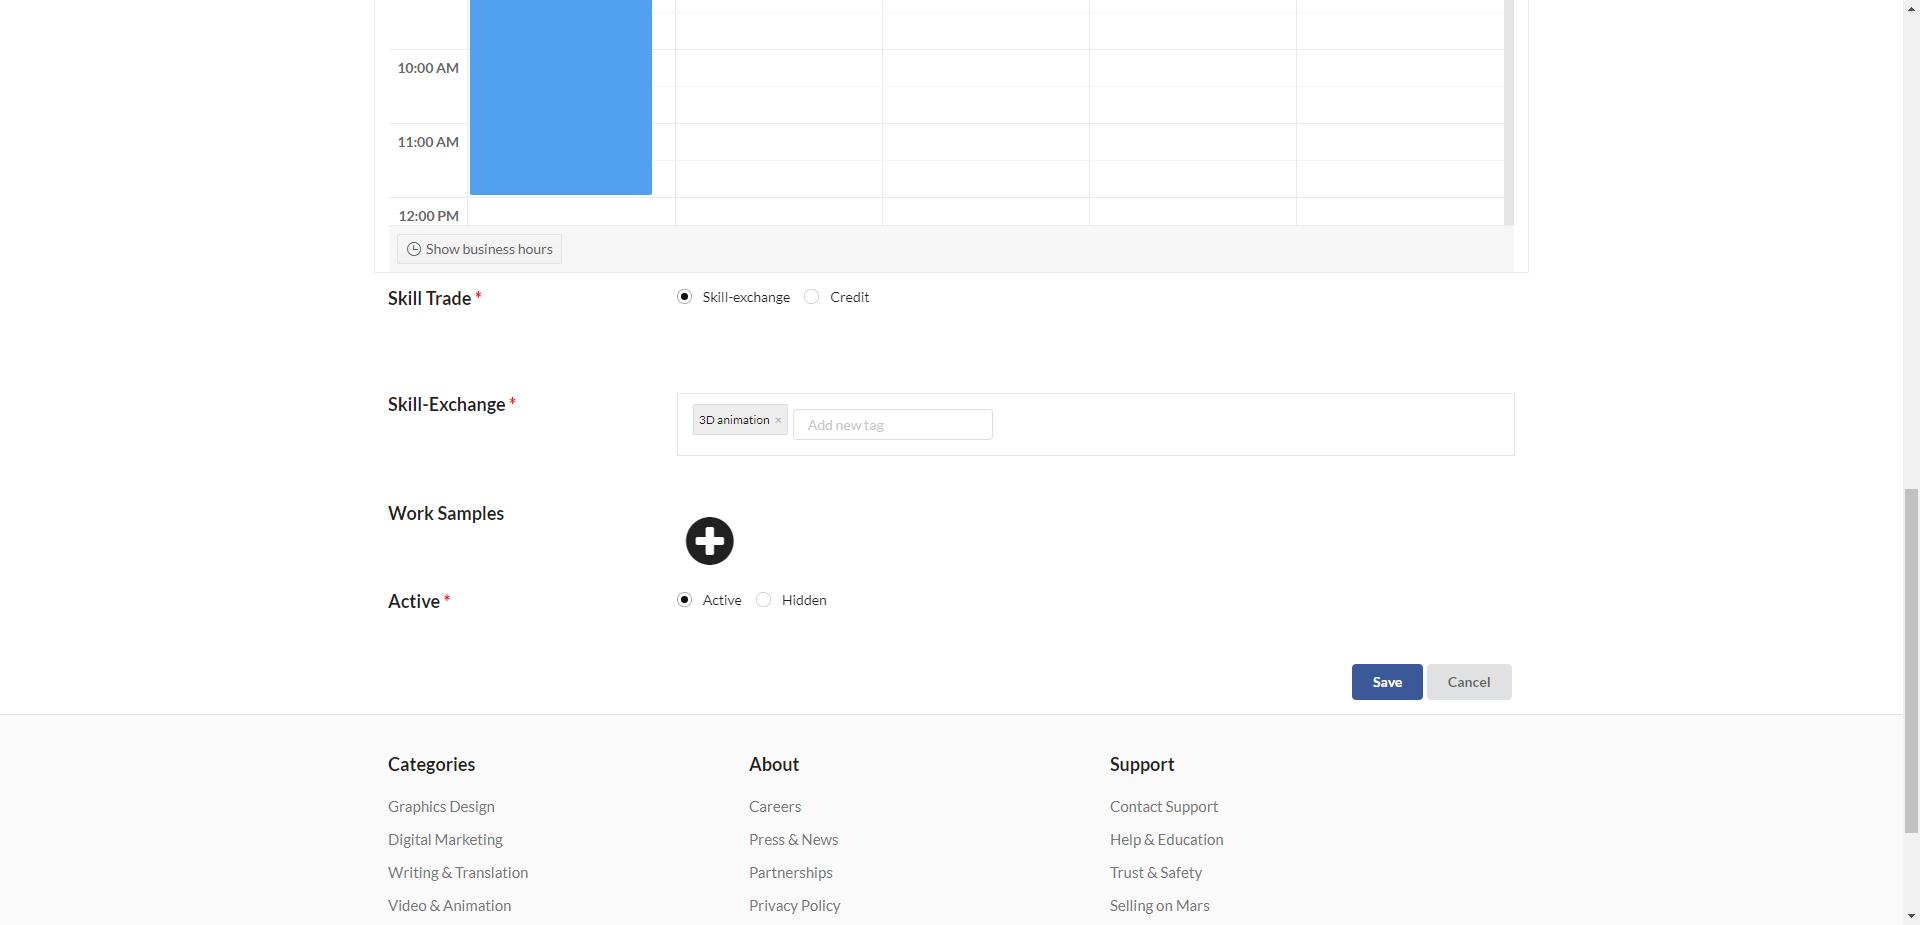 10:00 AM
11:00 AM
12:00 PM
Show business hours
Skill Trade *
Skill-exchange Credit
Skill-Exchange *
3D animation × Add new tag
Work Samples
Active *
Active Hidden
Save Cancel
Categories
Graphics Design
Digital Marketing
Writing & Translation
Video & Animation
About
Careers
Press & News
Partnerships
Privacy Policy
Support
Contact Support
Help & Education
Trust & Safety
Selling on Mars